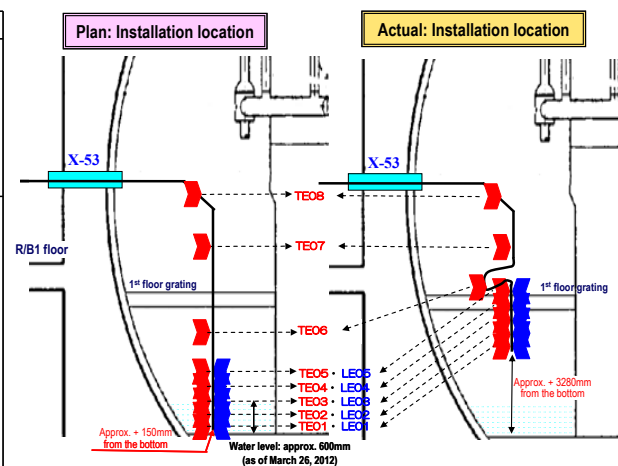 Plan: Installation location
Actual: Installation location
X-53
X-53
TE08
R/B1 floor
TE07
1st floor grating
1st floor grating
TE06
TE05・LE05
TE04・LE04
TE03・LE03
TE02・LE02
TE01・LE01
Approx. + 150mm
from the bottom
Approx. + 3280mm
from the bottom
Water level: approx. 600mm
(as of March 26, 2012)